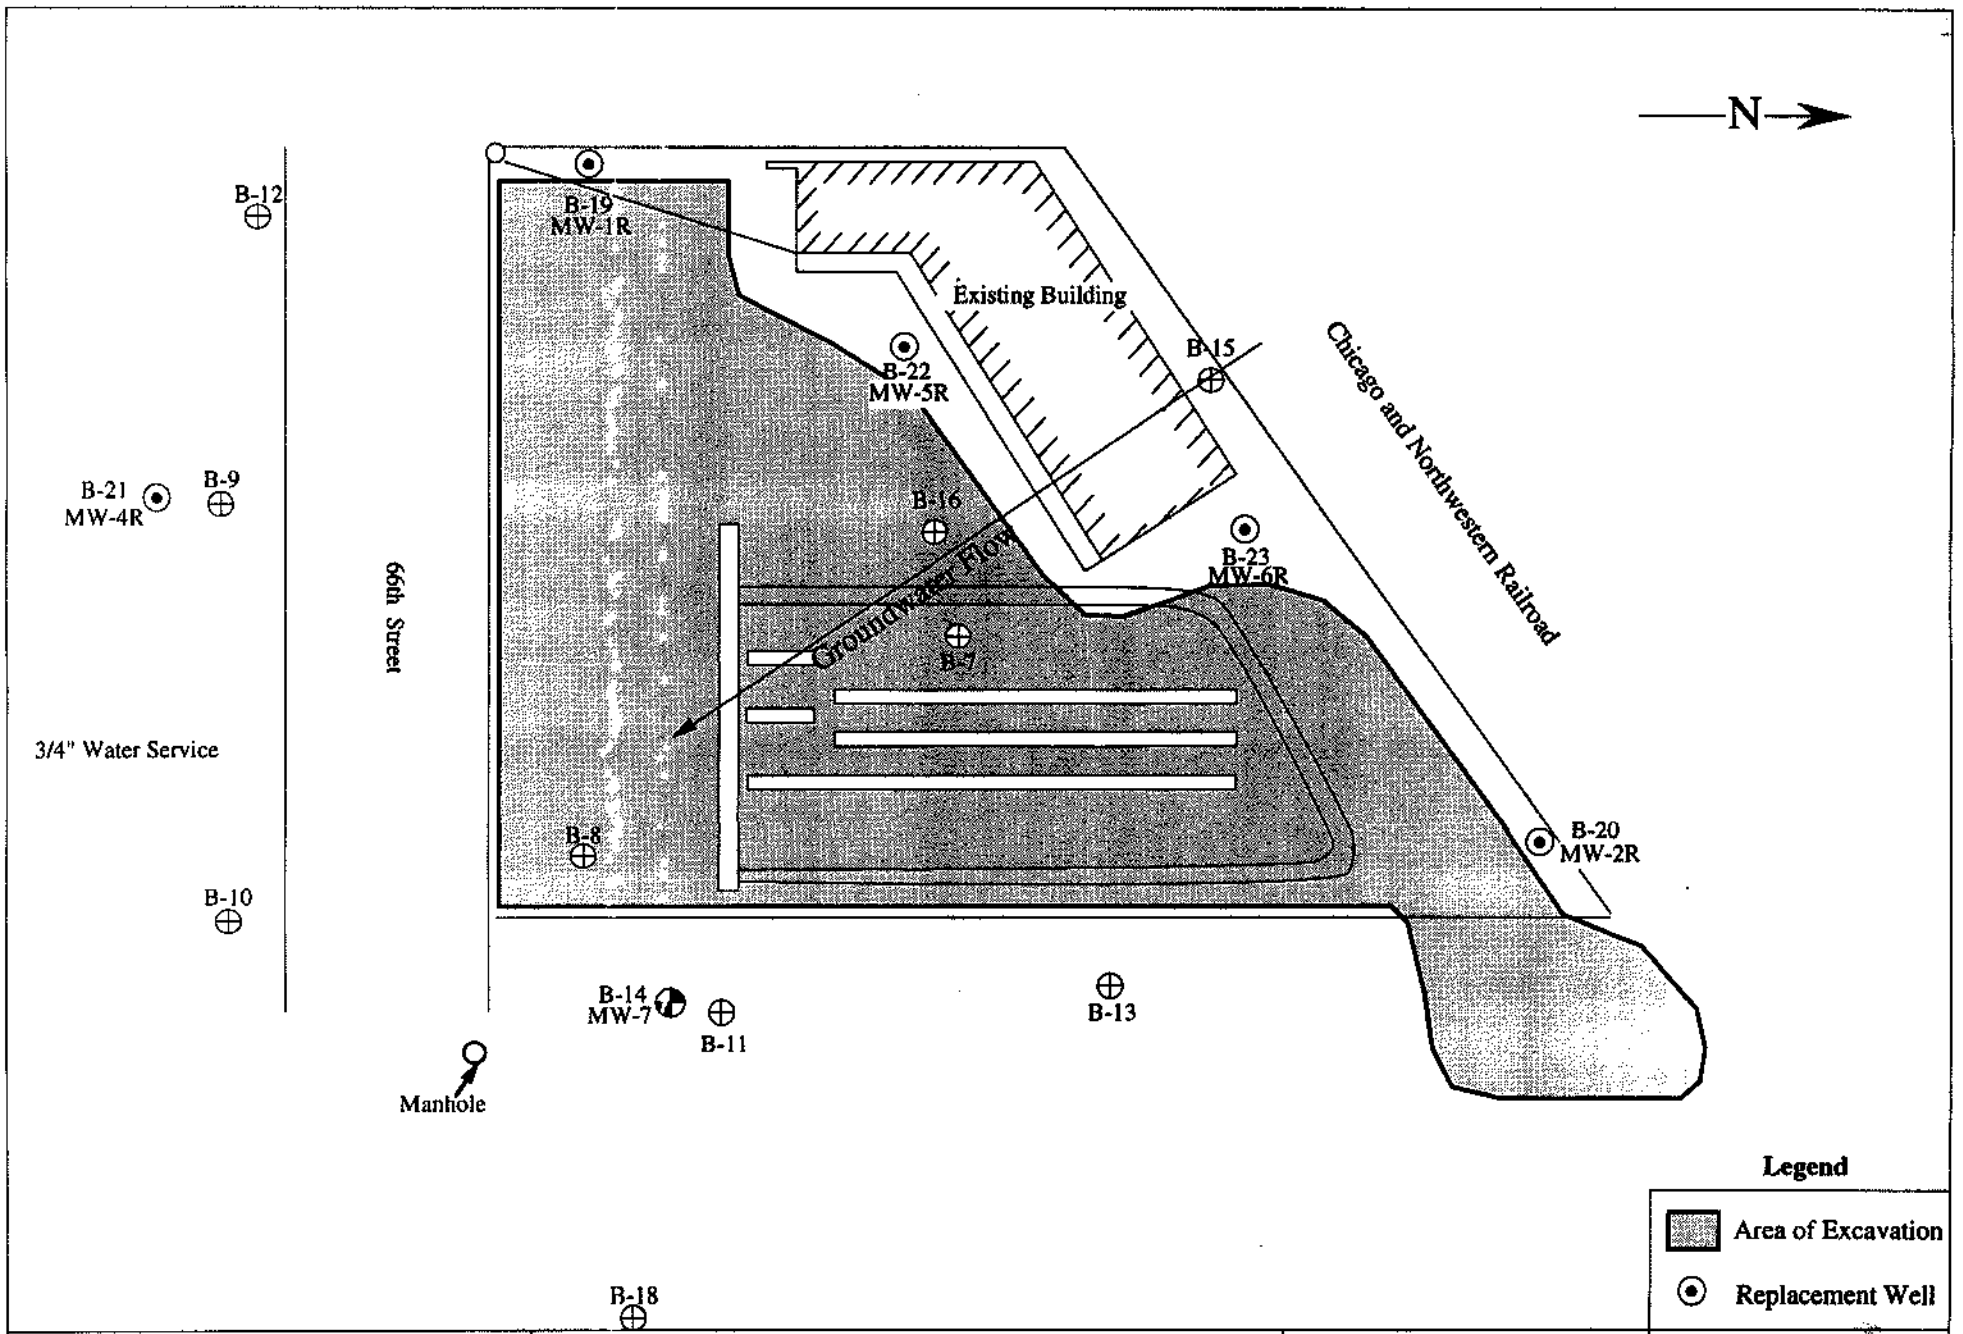 N
B-12
B-19
MW-1R
Existing Building
B-15
B-22
MW-5R
Chicago and Northwestern Railroad
B-21
MW-4R
B-9
B-16
B-23
MW-6R
Groundwater Flow
B-7
66th Street
3/4" Water Service
B-8
B-20
MW-2R
B-10
B-14
MW-7
B-11
B-13
Manhole
Legend
Area of Excavation
Replacement Well
B-18